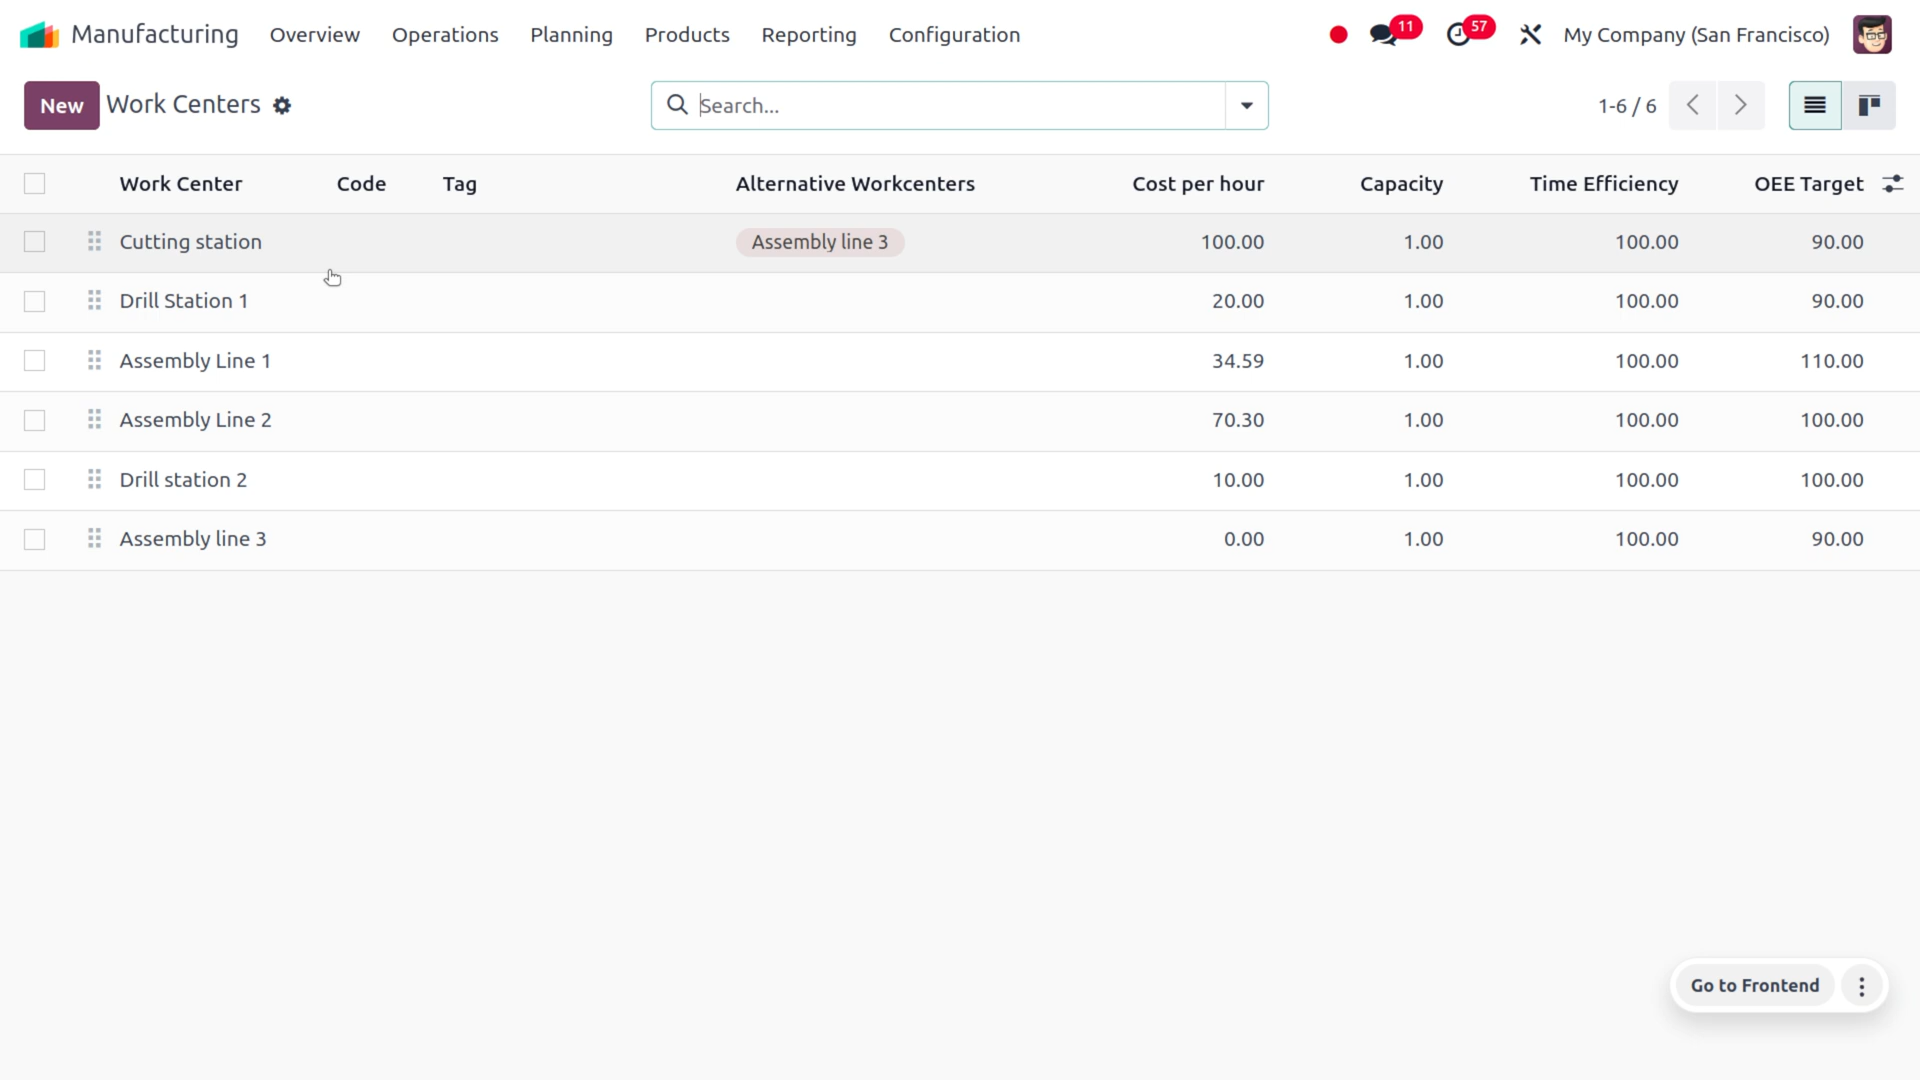 Manufacturing Overview Operations Planning Products Reporting Configuration 11 57 My Company (San Francisco)
New Work Centers Search... 1-6 / 6
Work Center Code Tag Alternative Workcenters Cost per hour Capacity Time Efficiency OEE Target
Cutting station Assembly line 3 100.00 1.00 100.00 90.00
Drill Station 1 20.00 1.00 100.00 90.00
Assembly Line 1 34.59 1.00 100.00 110.00
Assembly Line 2 70.30 1.00 100.00 100.00
Drill station 2 10.00 1.00 100.00 100.00
Assembly line 3 0.00 1.00 100.00 90.00
Go to Frontend